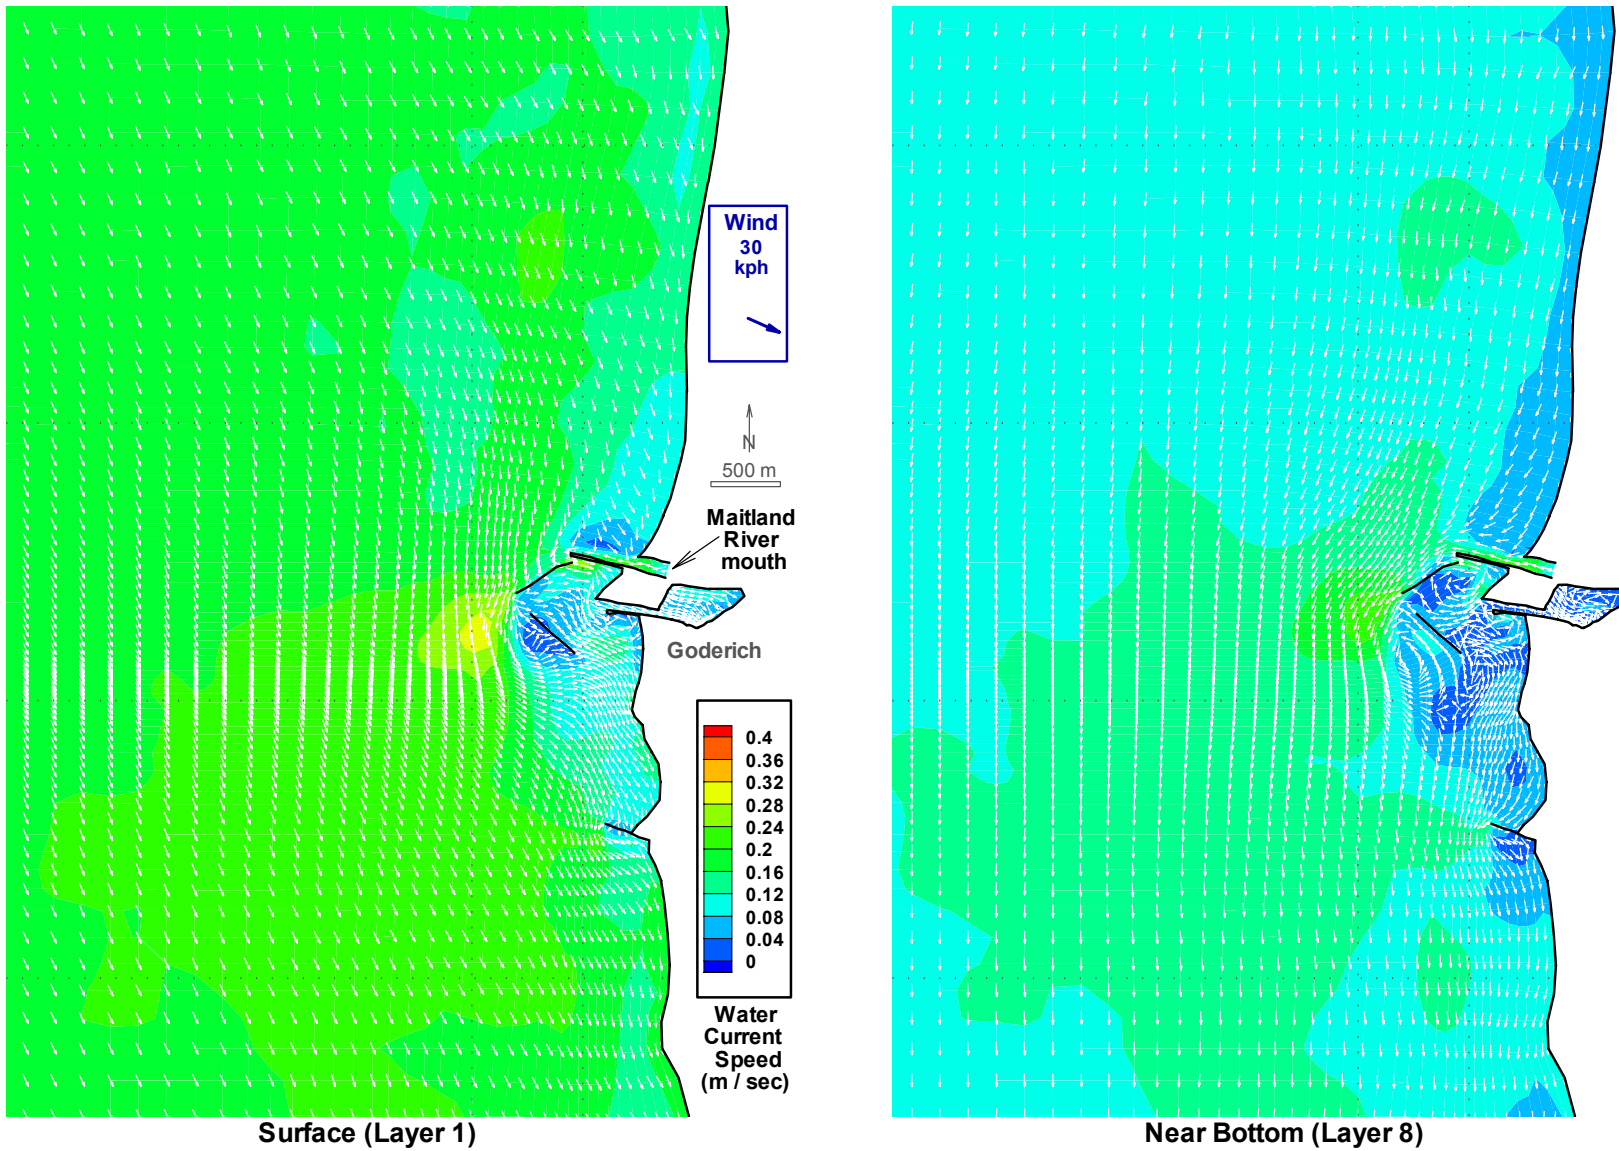 Wind
30
kph
N
500 m
Maitland
River
mouth
Goderich
0.4
0.36
0.32
0.28
0.24
0.2
0.16
0.12
0.08
0.04
0
Water
Current
Speed
(m / sec)
Surface (Layer 1)
Near Bottom (Layer 8)